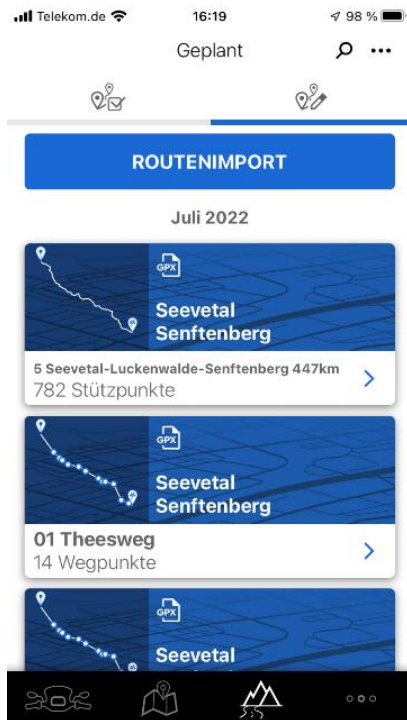 Telekom.de 16:19 98 %
Geplant
ROUTENIMPORT
Juli 2022
GPX
Seevetal
Senftenberg
5 Seevetal-Luckenwalde-Senftenberg 447km
782 Stützpunkte
GPX
Seevetal
Senftenberg
01 Theesweg
14 Wegpunkte
GPX
Seevetal